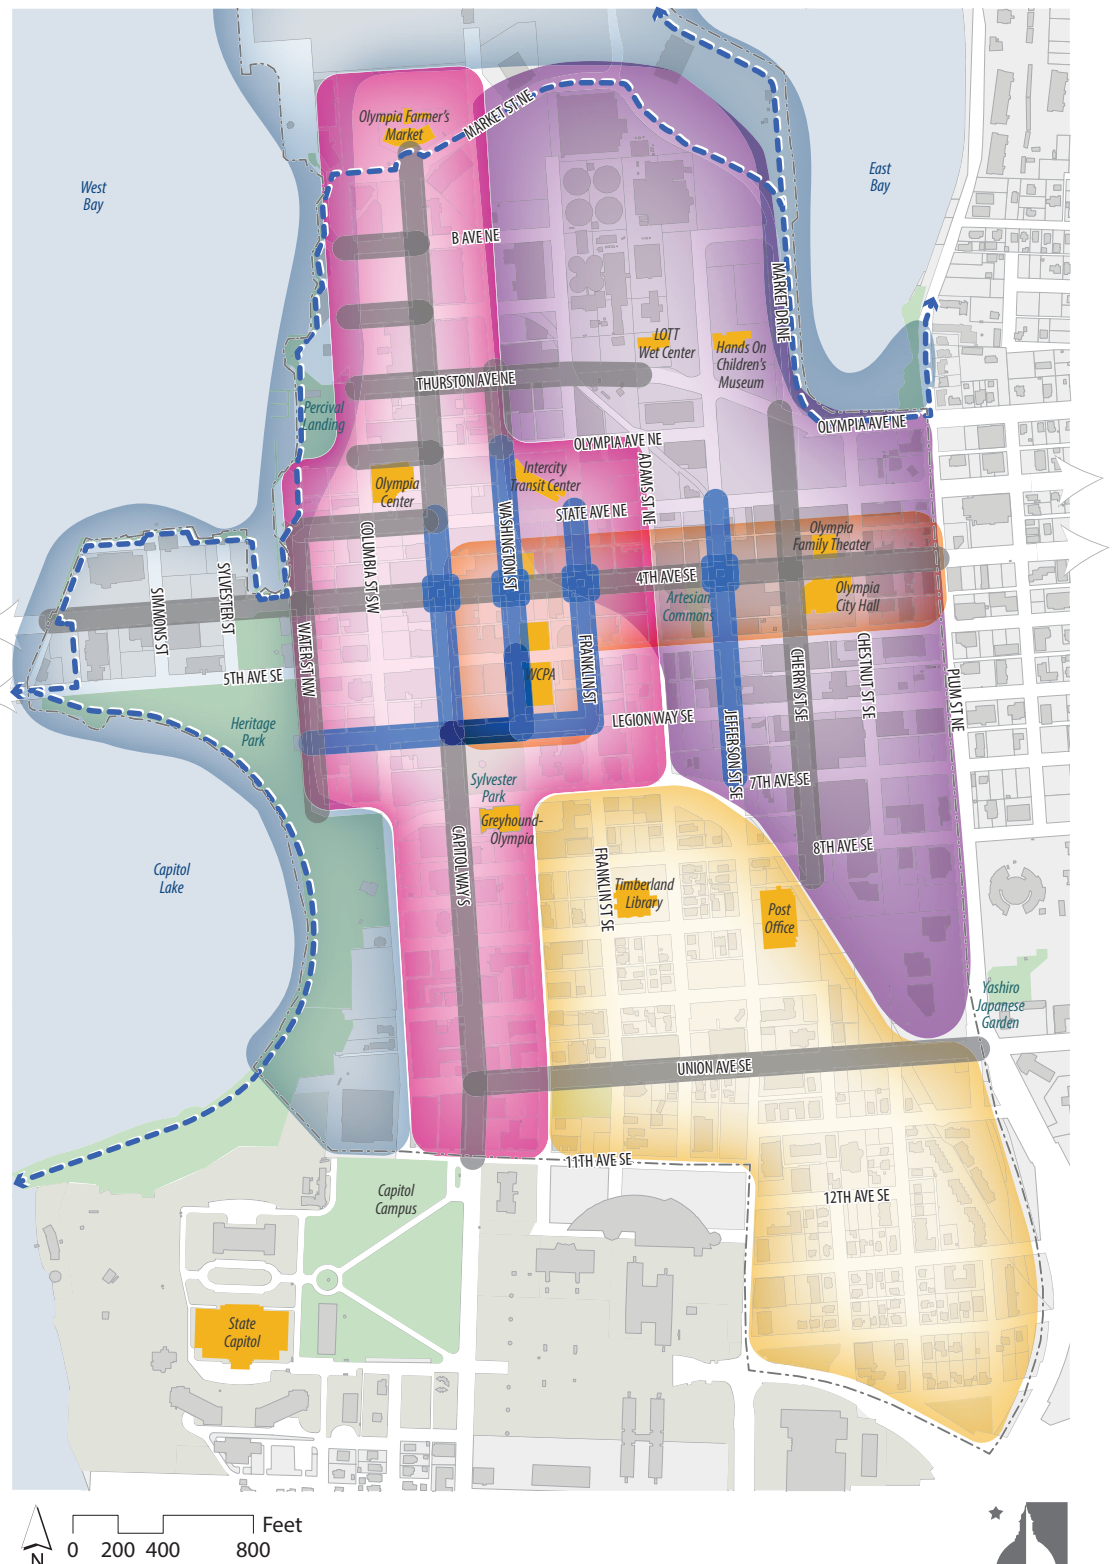 Olympia Farmer's
Market
MARKET ST NE
West
Bay
East
Bay
B AVE NE
MARKET DR NE
LOTT
Wet Center
Hands On
Children's
Museum
THURSTON AVE NE
Percival
Landing
OLYMPIA AVE NE
OLYMPIA AVE NE
ADAMS ST NE
Intercity
Transit Center
Olympia
Center
STATE AVE NE
WASHINGTON ST
COLUMBIA ST SW
Olympia
Family Theater
4TH AVE SE
Artesian
Commons
Olympia
City Hall
SYLVESTER ST
SIMMONS ST
WATER ST NW
5TH AVE SE
FRANKLIN ST
CHERRY ST SE
CHESTNUT ST SE
PLUM ST NE
WCPA
LEGION WAY SE
Heritage
Park
JEFFERSON ST SE
7TH AVE SE
Sylvester
Park
Greyhound-
Olympia
8TH AVE SE
CAPITOL WAY S
FRANKLIN ST SE
Timberland
Library
Post
Office
Capitol
Lake
Yashiro
Japanese
Garden
UNION AVE SE
11TH AVE SE
12TH AVE SE
Capitol
Campus
State
Capitol
N
Feet
0 200 400 800